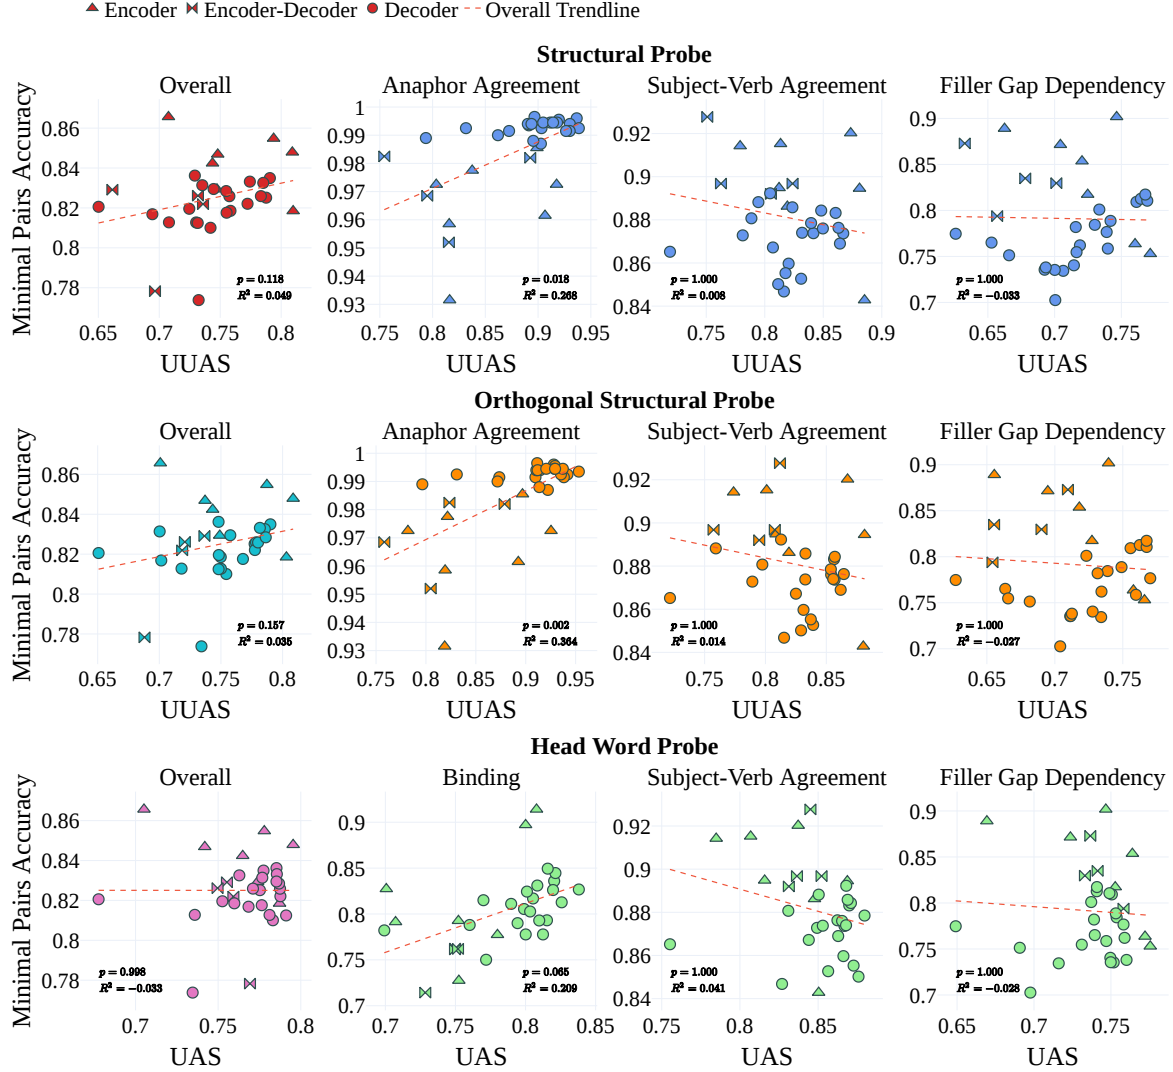 Encoder Encoder-Decoder Decoder Overall Trendline
Structural Probe
Overall Anaphor Agreement Subject-Verb Agreement Filler Gap Dependency
Minimal Pairs Accuracy
0.86
0.84
0.82
0.8
0.78
p = 0.118
R² = 0.049
0.65 0.7 0.75 0.8
UUAS
1
0.99
0.98
0.97
0.96
0.95
0.94
0.93
p = 0.018
R² = 0.268
0.75 0.8 0.85 0.9 0.95
UUAS
0.92
0.9
0.88
0.86
0.84
p = 1.000
R² = 0.008
0.75 0.8 0.85 0.9
UUAS
0.9
0.85
0.8
0.75
0.7
p = 1.000
R² = −0.033
0.65 0.7 0.75
UUAS
Orthogonal Structural Probe
Overall Anaphor Agreement Subject-Verb Agreement Filler Gap Dependency
Minimal Pairs Accuracy
0.86
0.84
0.82
0.8
0.78
p = 0.157
R² = 0.035
0.65 0.7 0.75 0.8
UUAS
1
0.99
0.98
0.97
0.96
0.95
0.94
0.93
p = 0.002
R² = 0.364
0.75 0.8 0.85 0.9 0.95
UUAS
0.92
0.9
0.88
0.86
0.84
p = 1.000
R² = 0.014
0.75 0.8 0.85
UUAS
0.9
0.85
0.8
0.75
0.7
p = 1.000
R² = −0.027
0.65 0.7 0.75
UUAS
Head Word Probe
Overall Binding Subject-Verb Agreement Filler Gap Dependency
Minimal Pairs Accuracy
0.86
0.84
0.82
0.8
0.78
p = 0.998
R² = −0.033
0.7 0.75 0.8
UAS
0.9
0.85
0.8
0.75
0.7
p = 0.065
R² = 0.209
0.7 0.75 0.8 0.85
UAS
0.92
0.9
0.88
0.86
0.84
p = 1.000
R² = 0.041
0.75 0.8 0.85
UAS
0.9
0.85
0.8
0.75
0.7
p = 1.000
R² = −0.028
0.65 0.7 0.75
UAS